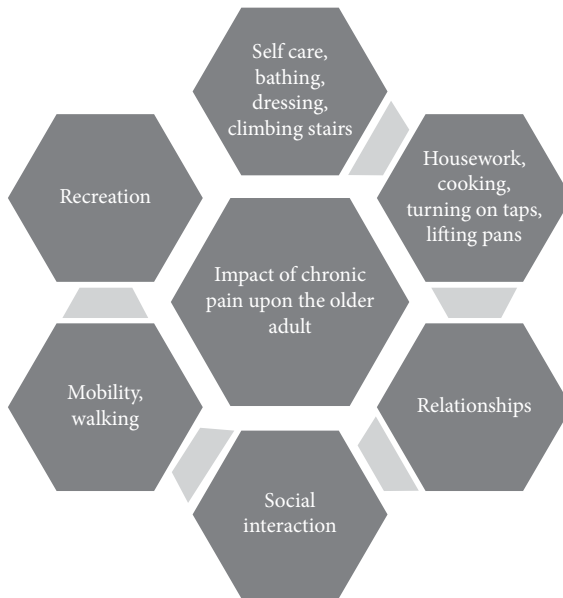 Self care,
bathing,
dressing,
climbing stairs
Housework,
cooking,
turning on taps,
lifting pans
Recreation
Impact of chronic
pain upon the older
adult
Mobility,
walking
Relationships
Social
interaction